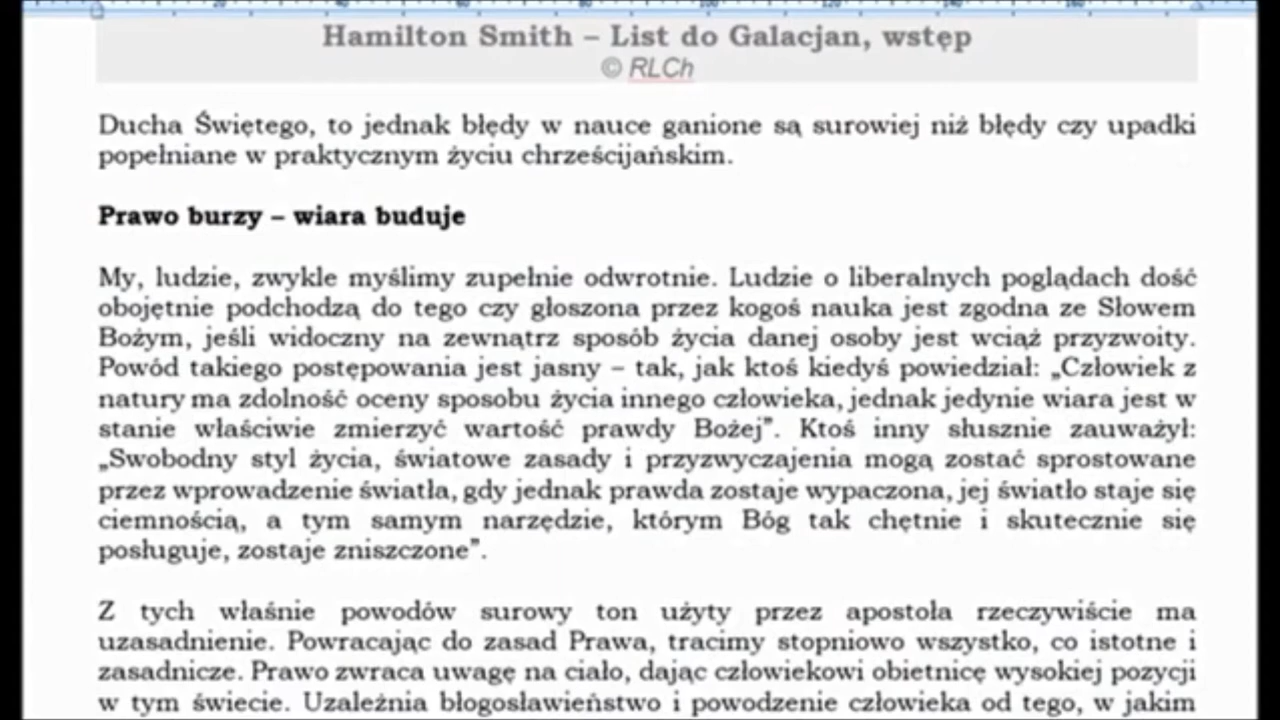 Hamilton Smith – List do Galacjan, wstęp
© RLCh
Ducha Świętego, to jednak błędy w nauce ganione są surowiej niż błędy czy upadki
popełniane w praktycznym życiu chrześcijańskim.
Prawo burzy – wiara buduje
My, ludzie, zwykle myślimy zupełnie odwrotnie. Ludzie o liberalnych poglądach dość
obojętnie podchodzą do tego czy głoszona przez kogoś nauka jest zgodna ze Słowem
Bożym, jeśli widoczny na zewnątrz sposób życia danej osoby jest wciąż przyzwoity.
Powód takiego postępowania jest jasny – tak, jak ktoś kiedyś powiedział: „Człowiek z
natury ma zdolność oceny sposobu życia innego człowieka, jednak jedynie wiara jest w
stanie właściwie zmierzyć wartość prawdy Bożej”. Ktoś inny słusznie zauważył:
„Swobodny styl życia, światowe zasady i przyzwyczajenia mogą zostać sprostowane
przez wprowadzenie światła, gdy jednak prawda zostaje wypaczona, jej światło staje się
ciemnością, a tym samym narzędzie, którym Bóg tak chętnie i skutecznie się
posługuje, zostaje zniszczone”.
Z tych właśnie powodów surowy ton użyty przez apostoła rzeczywiście ma
uzasadnienie. Powracając do zasad Prawa, tracimy stopniowo wszystko, co istotne i
zasadnicze. Prawo zwraca uwagę na ciało, dając człowiekowi obietnicę wysokiej pozycji
w tym świecie. Uzależnia błogosławieństwo i powodzenie człowieka od tego, w jakim